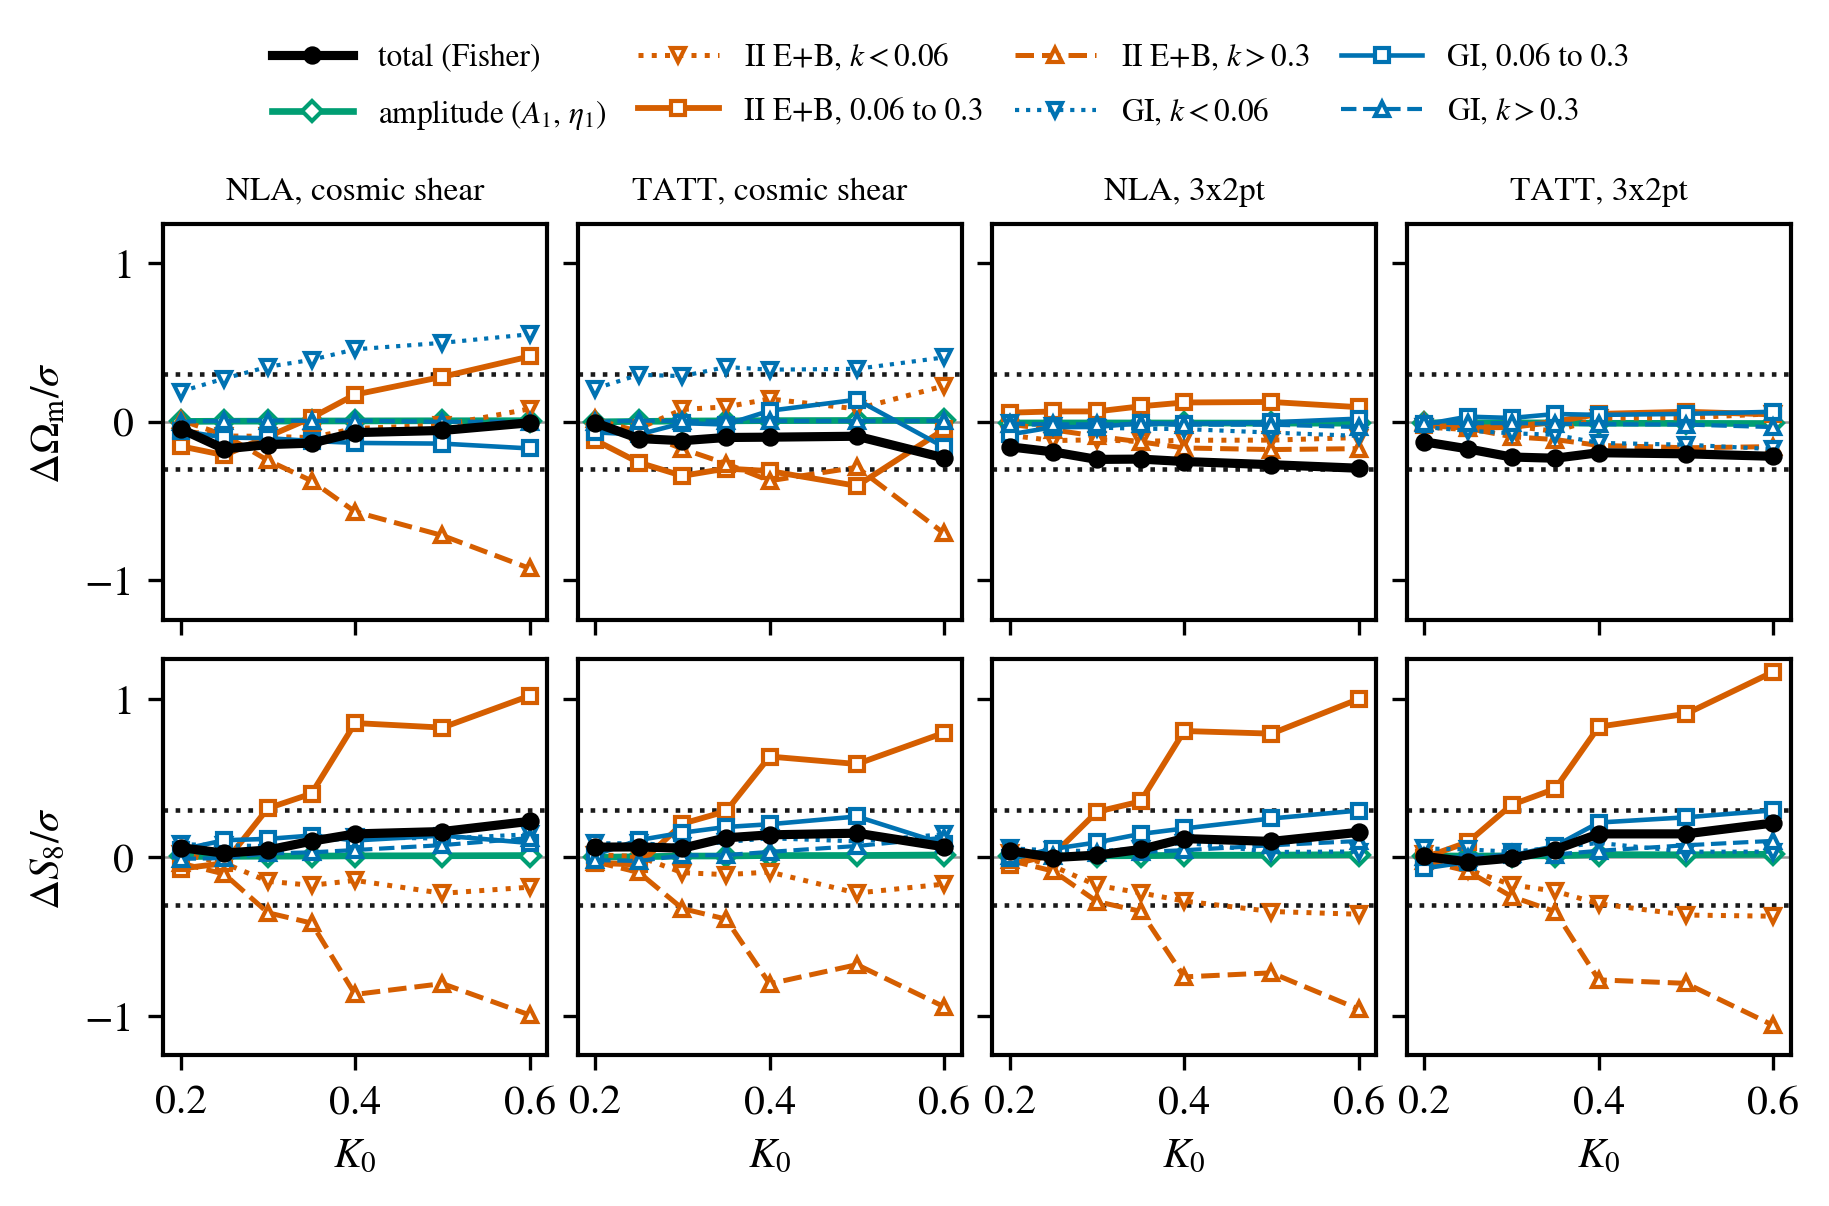 total (Fisher)
II E+B, k < 0.06
II E+B, k > 0.3
GI, 0.06 to 0.3
amplitude (A₁, η₁)
II E+B, 0.06 to 0.3
GI, k < 0.06
GI, k > 0.3
NLA, cosmic shear
TATT, cosmic shear
NLA, 3x2pt
TATT, 3x2pt
ΔΩₘ/σ
1
0
−1
ΔS₈/σ
1
0
−1
0.2 0.4 0.6 0.2 0.4 0.6 0.2 0.4 0.6 0.2 0.4 0.6
K₀ K₀ K₀ K₀